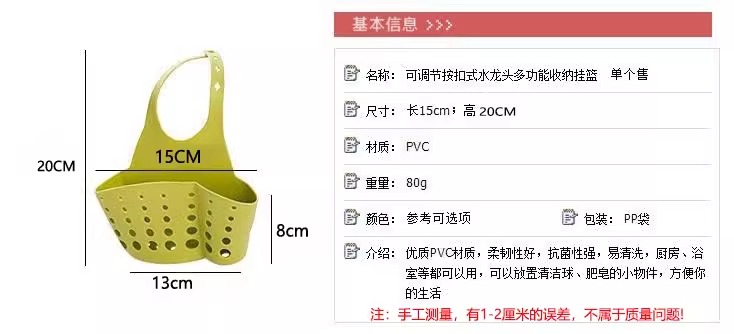 20CM
15CM
8cm
13cm
基本信息 >>>
名称: 可调节按扣式水龙头多功能收纳挂篮 单个售
尺寸: 长15cm；高 20CM
材质: PVC
重量: 80g
颜色: 参考可选项 包装: PP袋
介绍: 优质PVC材质，柔韧性好，抗菌性强，易清洗，厨房、浴
室等都可以用，可以放置清洁球、肥皂的小物件，方便你
的生活
注: 手工测量，有1-2厘米的误差，不属于质量问题!